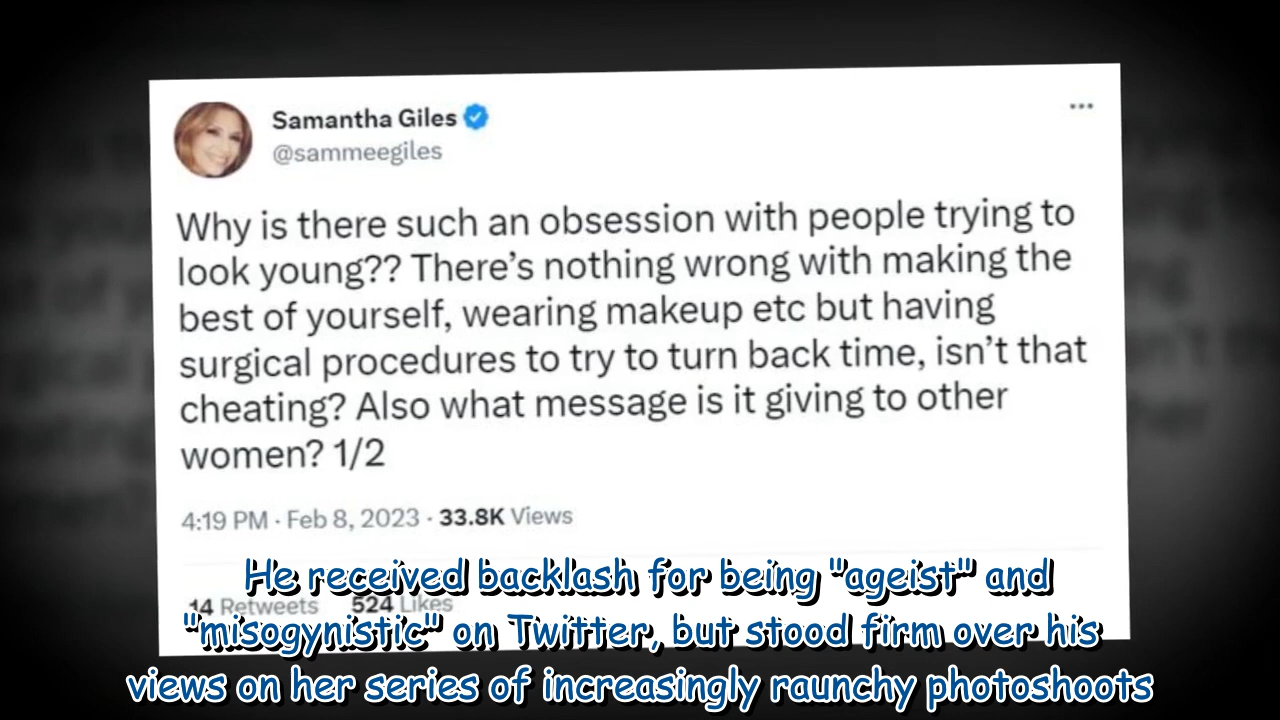 Samantha Giles
@sammeegiles
Why is there such an obsession with people trying to
look young?? There’s nothing wrong with making the
best of yourself, wearing makeup etc but having
surgical procedures to try to turn back time, isn’t that
cheating? Also what message is it giving to other
women? 1/2
4:19 PM · Feb 8, 2023 · 33.8K Views
14 Retweets 524 Likes
He received backlash for being "ageist" and
"misogynistic" on Twitter, but stood firm over his
views on her series of increasingly raunchy photoshoots